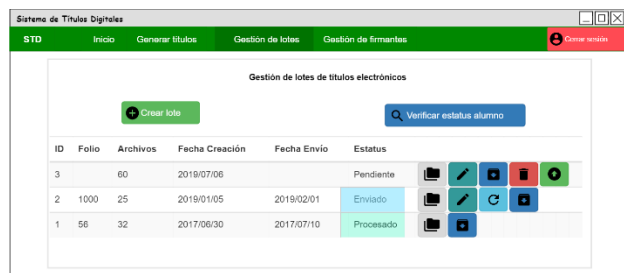 Sistema de Títulos Digitales
STD Inicio Generar titulos Gestión de lotes Gestión de firmantes Cerrar sesión
Gestión de lotes de títulos electrónicos
Crear lote Verificar estatus alumno
ID Folio Archivos Fecha Creación Fecha Envío Estatus
3 60 2019/07/06 Pendiente
2 1000 25 2019/01/05 2019/02/01 Enviado
1 56 32 2017/06/30 2017/07/10 Procesado